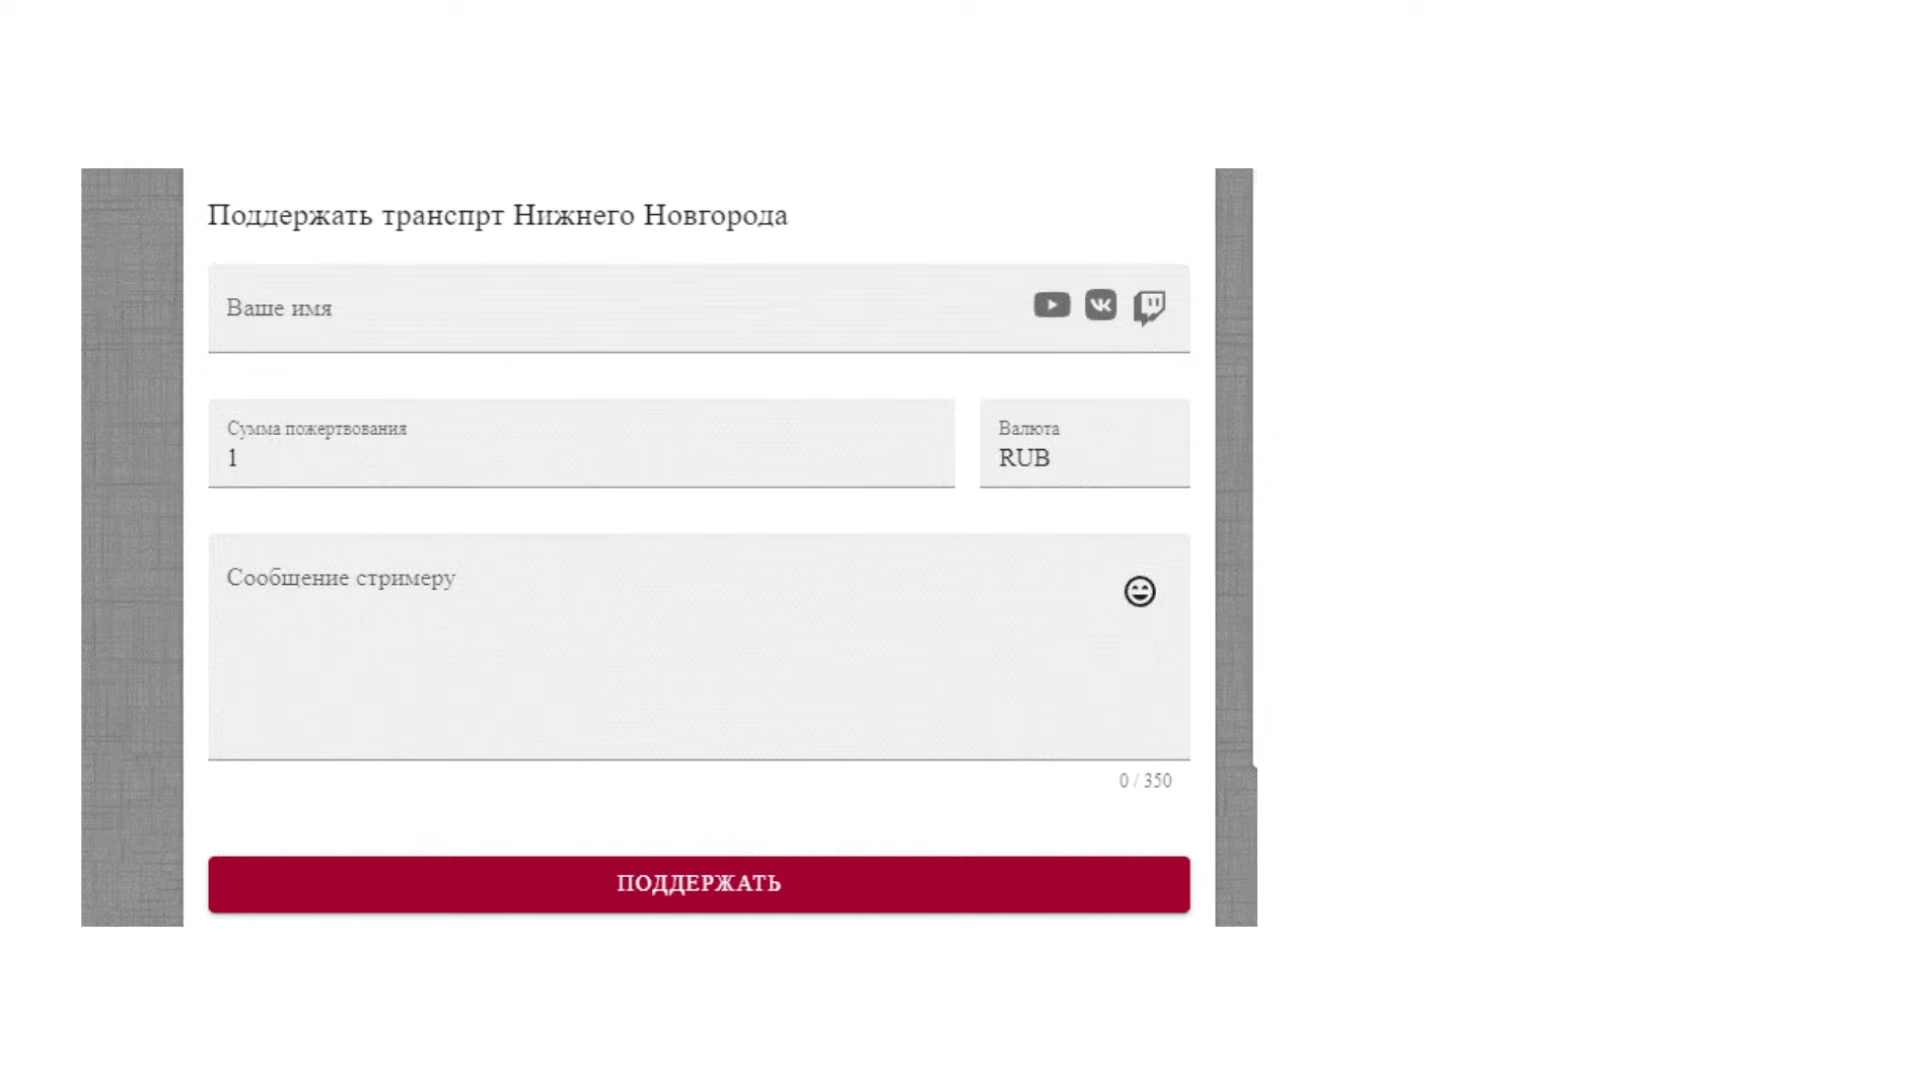 Поддержать транспрт Нижнего Новгорода
Ваше имя
Сумма пожертвования
1
Валюта
RUB
Сообщение стримеру
0 / 350
ПОДДЕРЖАТЬ